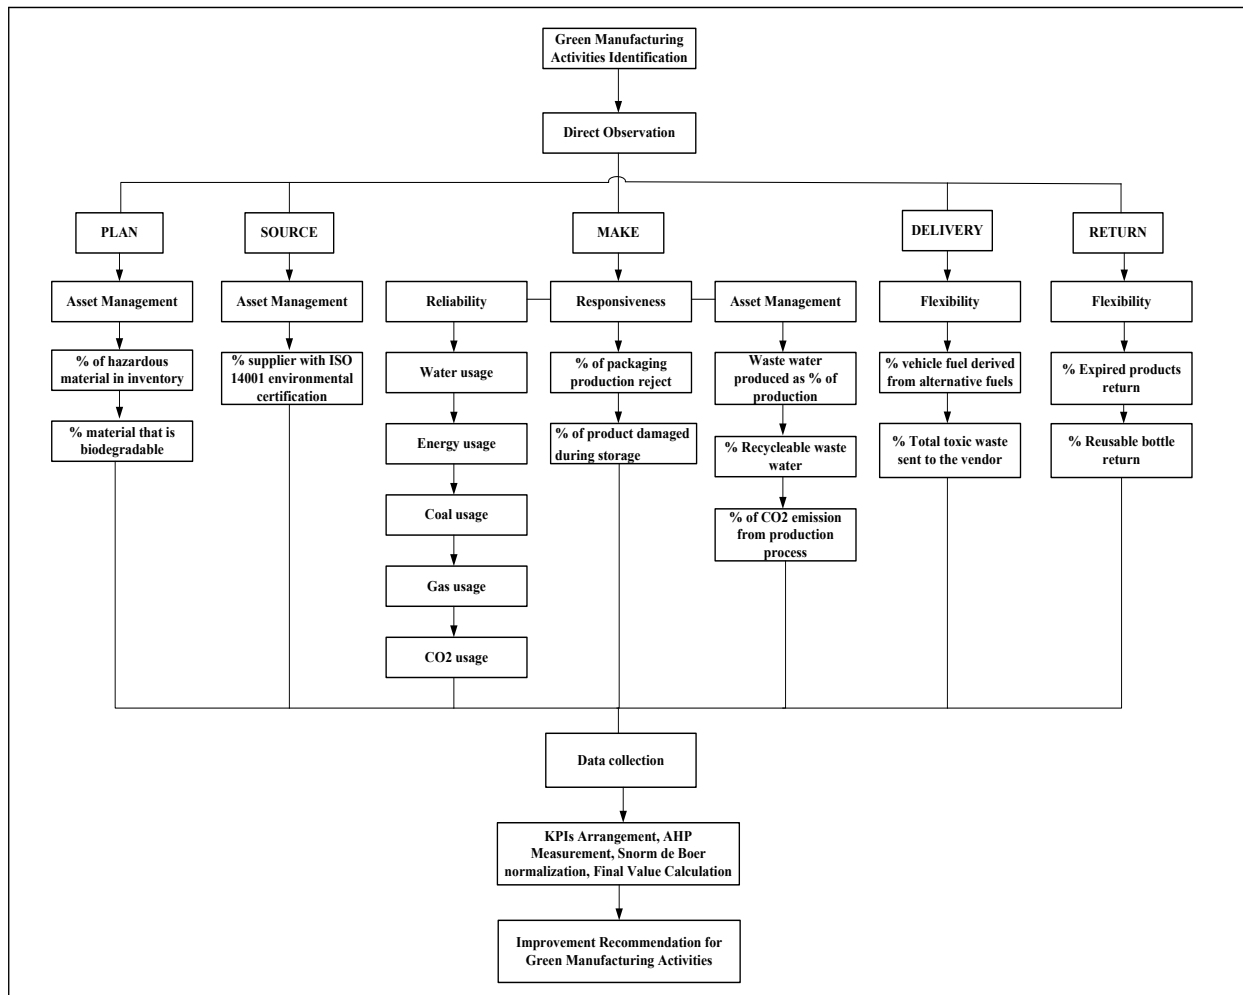 Green Manufacturing
Activities Identification
Direct Observation
PLAN
SOURCE
MAKE
DELIVERY
RETURN
Asset Management
Asset Management
Reliability
Responsiveness
Asset Management
Flexibility
Flexibility
% of hazardous
material in inventory
% material that is
biodegradable
% supplier with ISO
14001 environmental
certification
Water usage
Energy usage
Coal usage
Gas usage
CO2 usage
% of packaging
production reject
% of product damaged
during storage
Waste water
produced as % of
production
% Recycleable waste
water
% of CO2 emission
from production
process
% vehicle fuel derived
from alternative fuels
% Total toxic waste
sent to the vendor
% Expired products
return
% Reusable bottle
return
Data collection
KPIs Arrangement, AHP
Measurement, Snorm de Boer
normalization, Final Value Calculation
Improvement Recommendation for
Green Manufacturing Activities